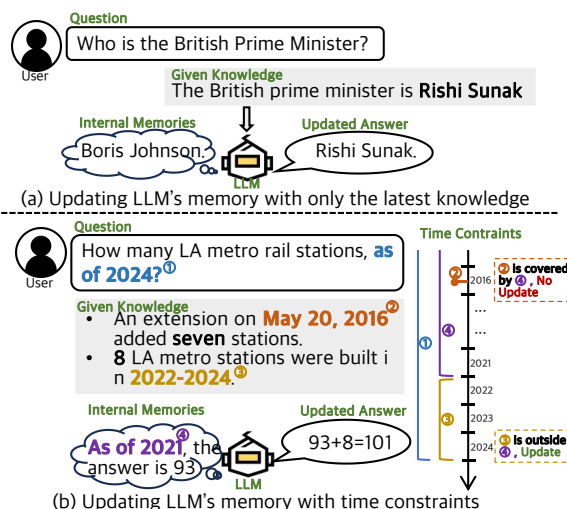 Question
Who is the British Prime Minister?
User
Given Knowledge
The British prime minister is Rishi Sunak
Internal Memories
Updated Answer
Boris Johnson.
Rishi Sunak.
LLM
(a) Updating LLM's memory with only the latest knowledge
Question
How many LA metro rail stations, as
of 2024?①
User
Given Knowledge
• An extension on May 20, 2016②
added seven stations.
• 8 LA metro stations were built i
n 2022-2024.③
Internal Memories
Updated Answer
As of 2021④, the
answer is 93
93+8=101
LLM
Time Contraints
①
②
④
③
2016
...
...
2021
2022
2023
2024
② is covered
by ④, No
Update
③ is outside
④, Update
(b) Updating LLM's memory with time constraints